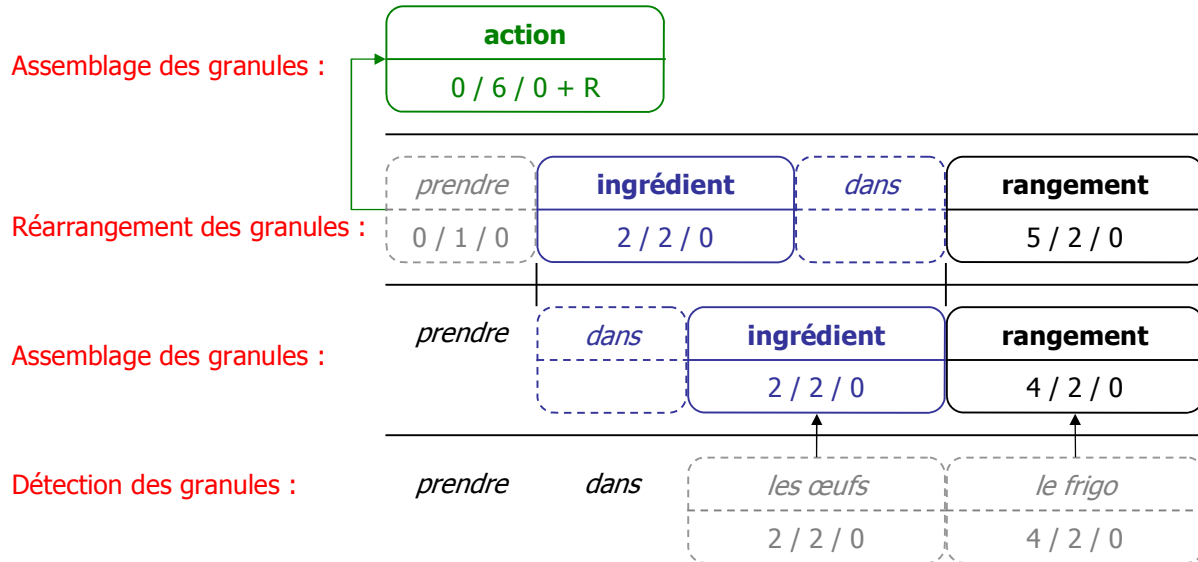 action
Assemblage des granules :
0 / 6 / 0 + R
prendre ingrédient dans rangement
Réarrangement des granules :
0 / 1 / 0 2 / 2 / 0 5 / 2 / 0
prendre dans ingrédient rangement
Assemblage des granules :
2 / 2 / 0 4 / 2 / 0
Détection des granules : prendre dans les œufs le frigo
2 / 2 / 0 4 / 2 / 0